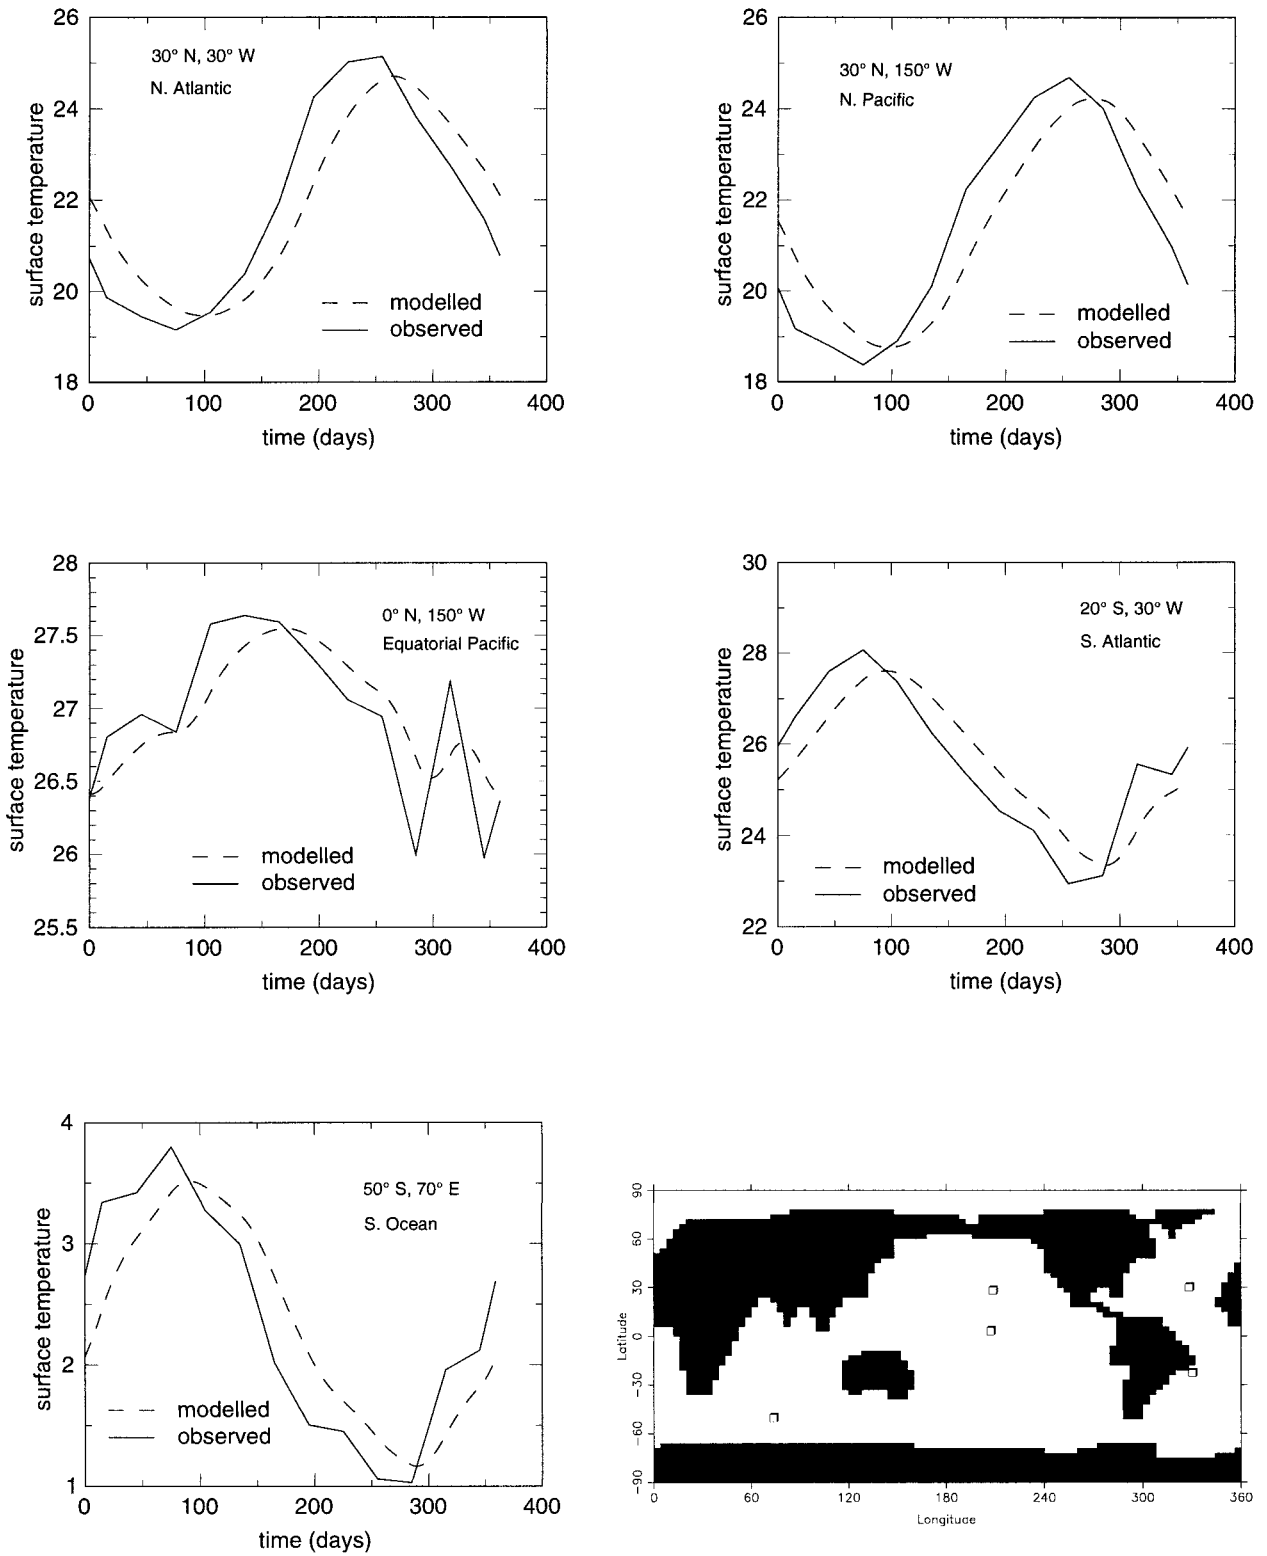 30° N, 30° W
N. Atlantic
surface temperature
26
24
22
20
18
modelled
observed
0 100 200 300 400
time (days)
30° N, 150° W
N. Pacific
surface temperature
26
24
22
20
18
modelled
observed
0 100 200 300 400
time (days)
0° N, 150° W
Equatorial Pacific
surface temperature
28
27.5
27
26.5
26
25.5
modelled
observed
0 100 200 300 400
time (days)
20° S, 30° W
S. Atlantic
surface temperature
30
28
26
24
22
modelled
observed
0 100 200 300 400
time (days)
50° S, 70° E
S. Ocean
surface temperature
4
3
2
1
modelled
observed
0 100 200 300 400
time (days)
Latitude
90
60
30
0
-30
-60
-90
0 60 120 180 240 300 360
Longitude